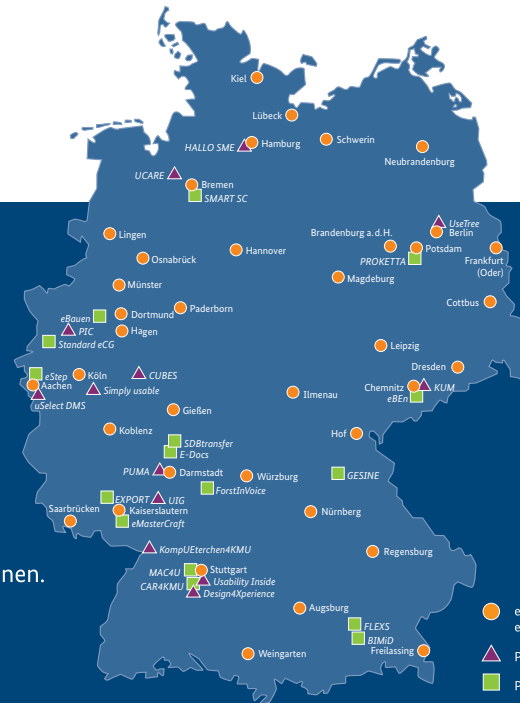 Kiel
Lübeck
HALLO SME
Hamburg
Schwerin
Neubrandenburg
UCARE
Bremen
SMART SC
Lingen
Osnabrück
Hannover
Brandenburg a.d.H.
UseTree
Berlin
Potsdam
PROKETTA
Frankfurt
(Oder)
Magdeburg
Münster
Cottbus
Paderborn
eBauen
Dortmund
PIC
Hagen
Standard eCG
Leipzig
Dresden
eStep
Köln
CUBES
Aachen
Simply usable
uSelect DMS
Chemnitz
KUM
eBEn
Ilmenau
Gießen
Koblenz
Hof
SDBtransfer
E-Docs
PUMA
Darmstadt
Würzburg
GESINE
ForstInVoice
EXPORT
UIG
Saarbrücken
Kaiserslautern
eMasterCraft
Nürnberg
KompUEterchen4KMU
Regensburg
nen.
MAC4U
Stuttgart
CAR4KMU
Usability Inside
Design4Xperience
Augsburg
FLEXS
BIMiD
Freilassing
Weingarten
e
e
P
P